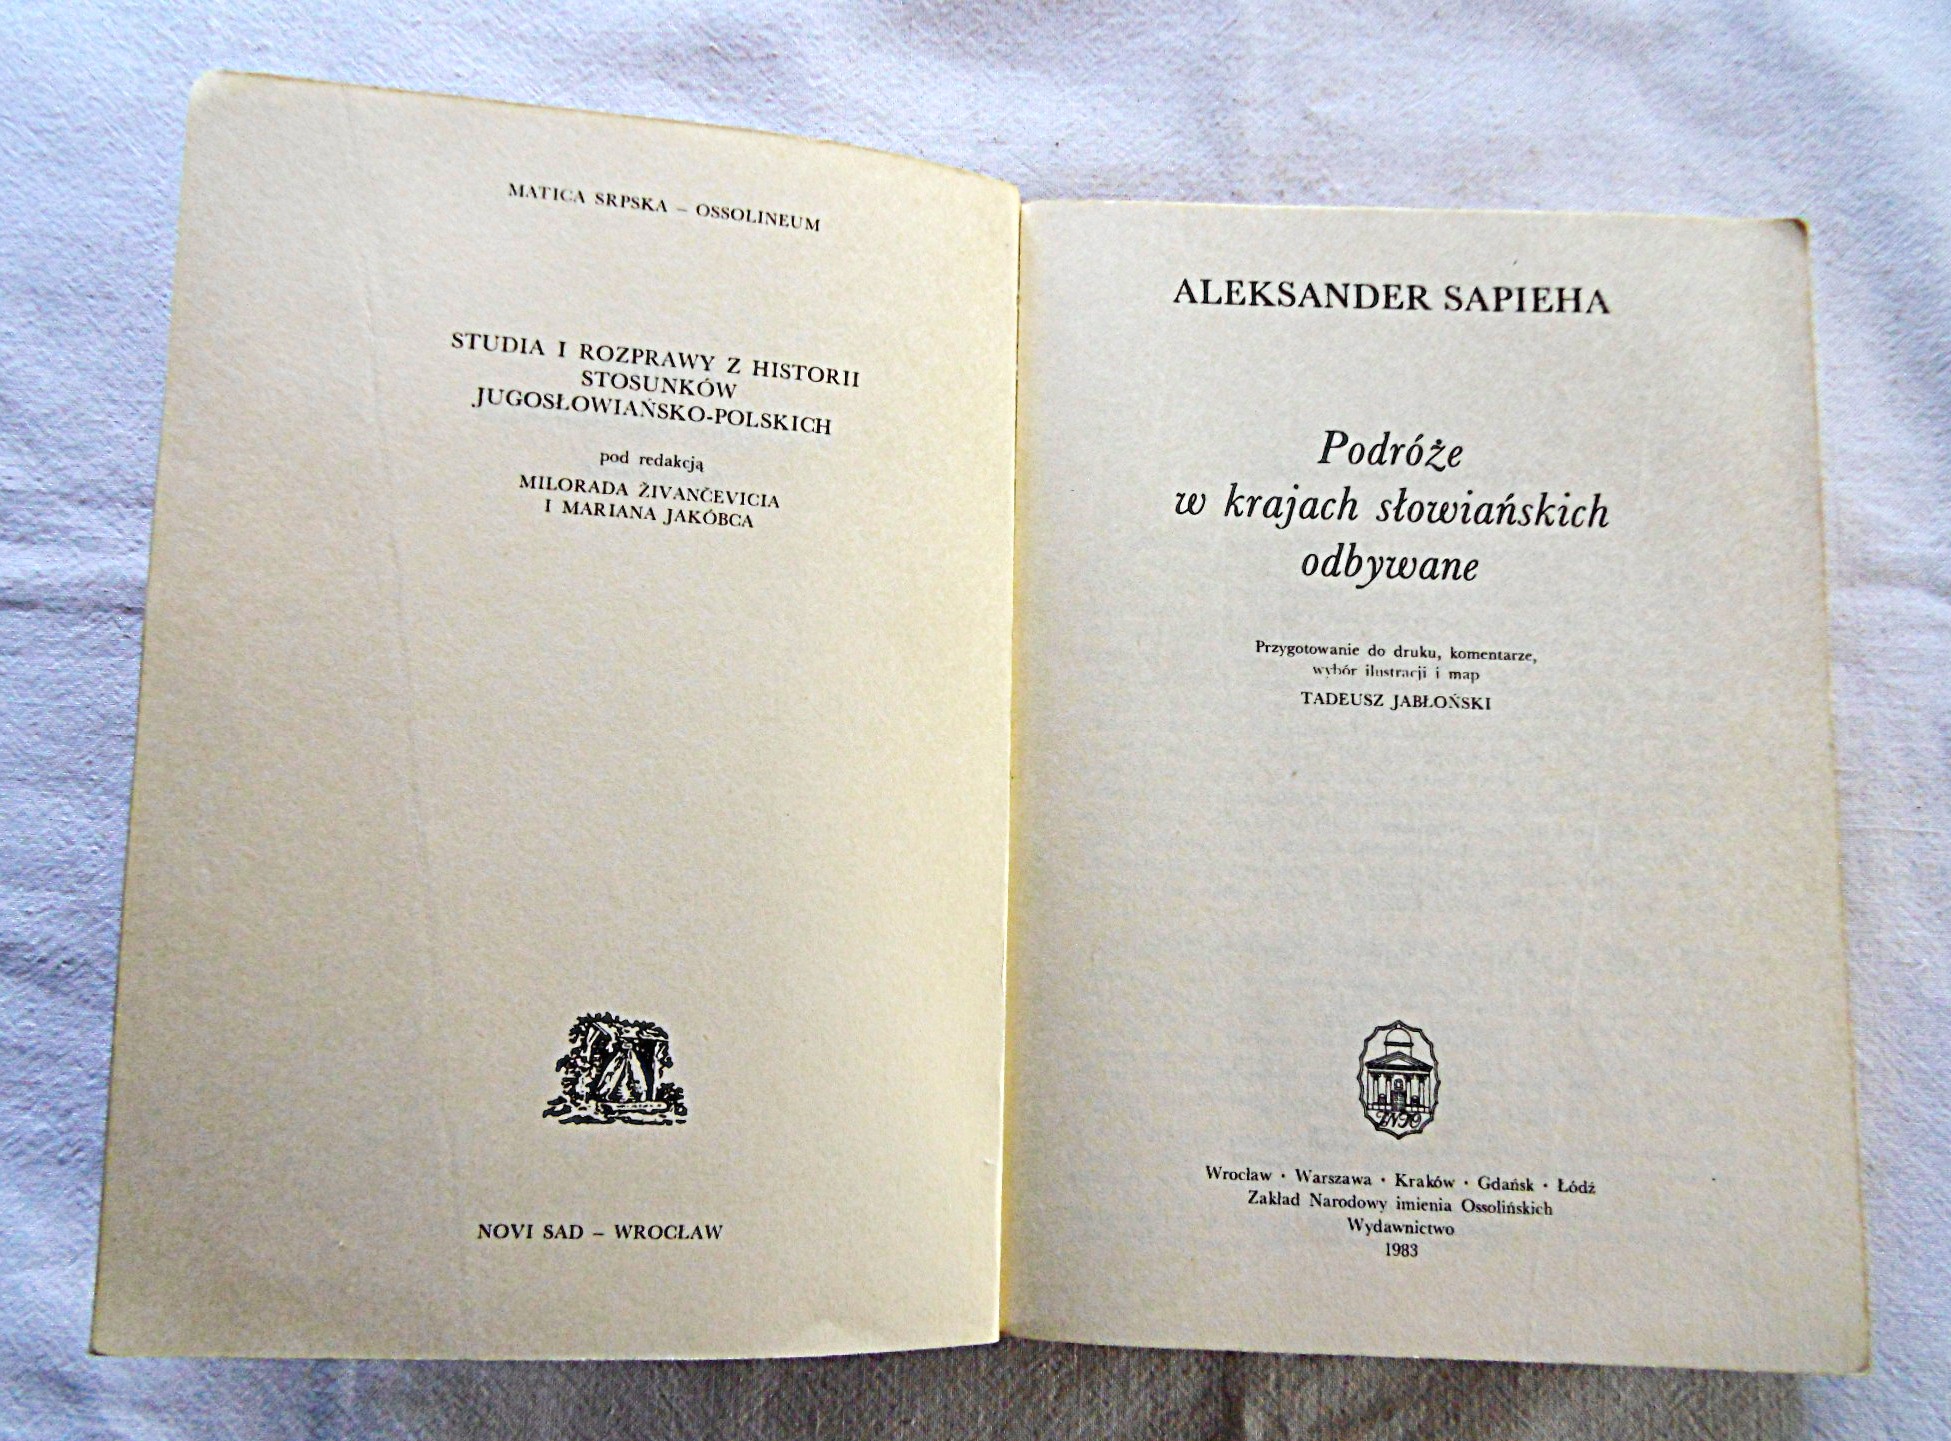 MATICA SRPSKA – OSSOLINEUM
STUDIA I ROZPRAWY Z HISTORII
STOSUNKÓW
JUGOSŁOWIAŃSKO-POLSKICH
pod redakcją
MILORADA ŽIVANČEVICIA
I MARIANA JAKÓBCA
NOVI SAD – WROCŁAW
ALEKSANDER SAPIEHA
Podróże
w krajach słowiańskich
odbywane
Przygotowanie do druku, komentarze,
wybór ilustracji i map
TADEUSZ JABŁOŃSKI
ZNIO
Wrocław · Warszawa · Kraków · Gdańsk · Łódź
Zakład Narodowy imienia Ossolińskich
Wydawnictwo
1983